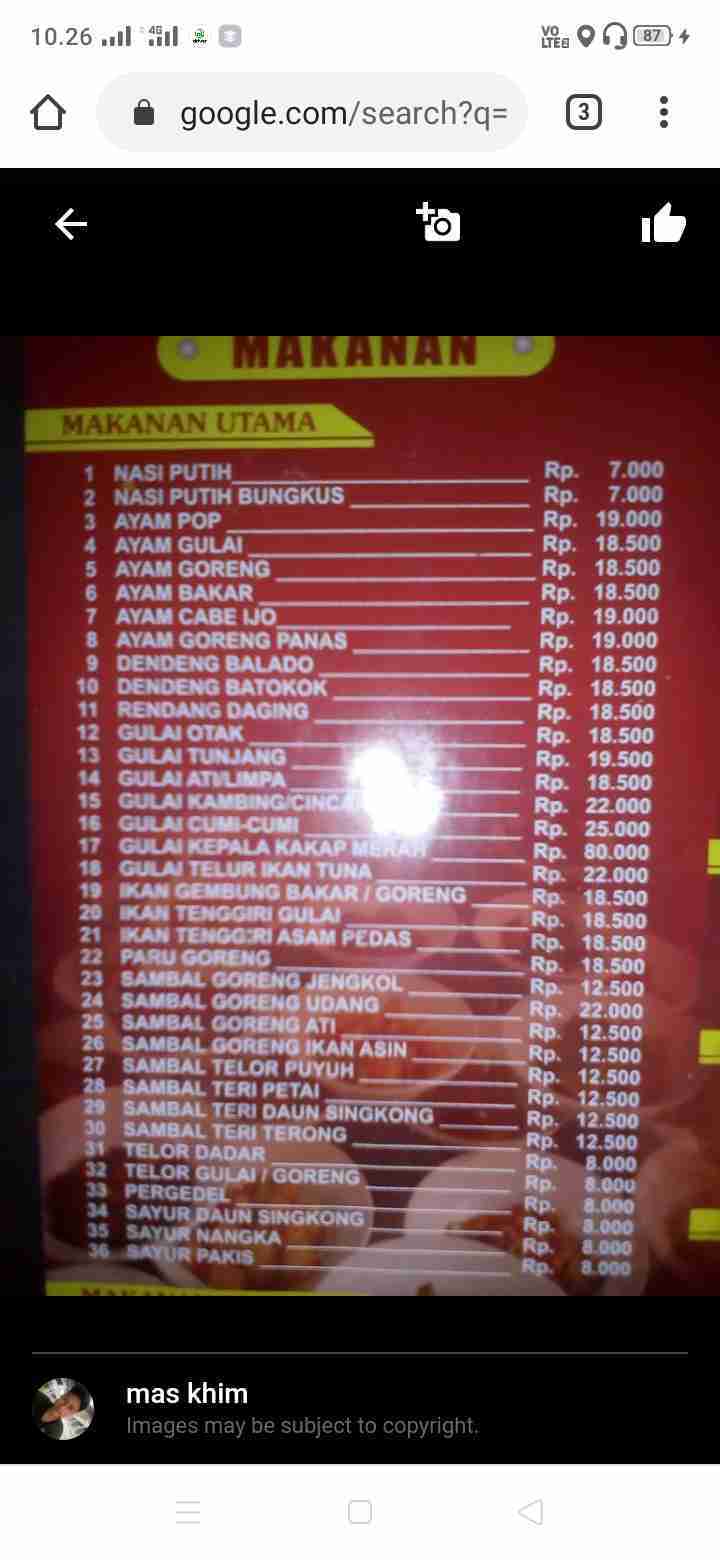 10.26
4G
VO
LTE2
87
google.com/search?q=
3
MAKANAN
MAKANAN UTAMA
1 NASI PUTIH Rp. 7.000
2 NASI PUTIH BUNGKUS Rp. 7.000
3 AYAM POP Rp. 19.000
4 AYAM GULAI Rp. 18.500
5 AYAM GORENG Rp. 18.500
6 AYAM BAKAR Rp. 18.500
7 AYAM CABE IJO Rp. 19.000
8 AYAM GORENG PANAS Rp. 19.000
9 DENDENG BALADO Rp. 18.500
10 DENDENG BATOKOK Rp. 18.500
11 RENDANG DAGING Rp. 18.500
12 GULAI OTAK Rp. 18.500
13 GULAI TUNJANG Rp. 19.500
14 GULAI ATI/LIMPA Rp. 18.500
15 GULAI KAMBING/ Rp. 22.000
16 GULAI CUMI-CUMI Rp. 25.000
17 GULAI KEPALA KAKAP MERAH Rp. 80.000
18 GULAI TELUR IKAN TUNA Rp. 22.000
19 IKAN GEMBUNG BAKAR / GORENG Rp. 18.500
20 IKAN TENGGIRI GULAI Rp. 18.500
21 IKAN TENGGIRI ASAM PEDAS Rp. 18.500
22 PARU GORENG Rp. 18.500
23 SAMBAL GORENG JENGKOL Rp. 12.500
24 SAMBAL GORENG UDANG Rp. 22.000
25 SAMBAL GORENG ATI Rp. 12.500
26 SAMBAL GORENG IKAN ASIN Rp. 12.500
27 SAMBAL TELOR PUYUH Rp. 12.500
28 SAMBAL TERI PETAI Rp. 12.500
29 SAMBAL TERI DAUN SINGKONG Rp. 12.500
30 SAMBAL TERI TERONG Rp. 12.500
31 TELOR DADAR Rp. 8.000
32 TELOR GULAI / GORENG Rp. 8.000
33 PERGEDEL Rp. 8.000
34 SAYUR DAUN SINGKONG Rp. 8.000
35 SAYUR NANGKA Rp. 8.000
36 SAYUR PAKIS Rp. 8.000
mas khim
Images may be subject to copyright.